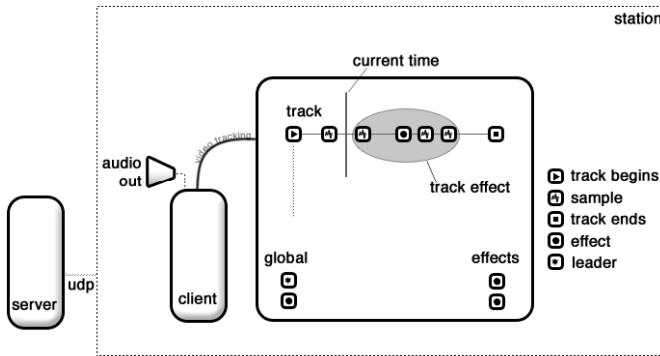 station
current time
track
video tracking
audio
out
track effect
track begins
sample
track ends
effect
leader
global
effects
udp
server
client